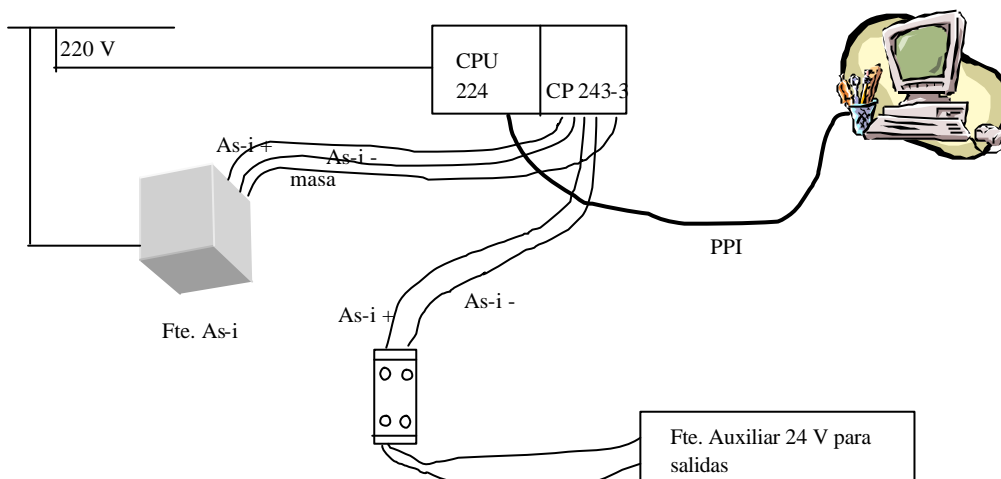 220 V
CPU
224
CP 243-3
As-i +
As-i -
masa
PPI
As-i -
As-i +
Fte. As-i
Fte. Auxiliar 24 V para
salidas